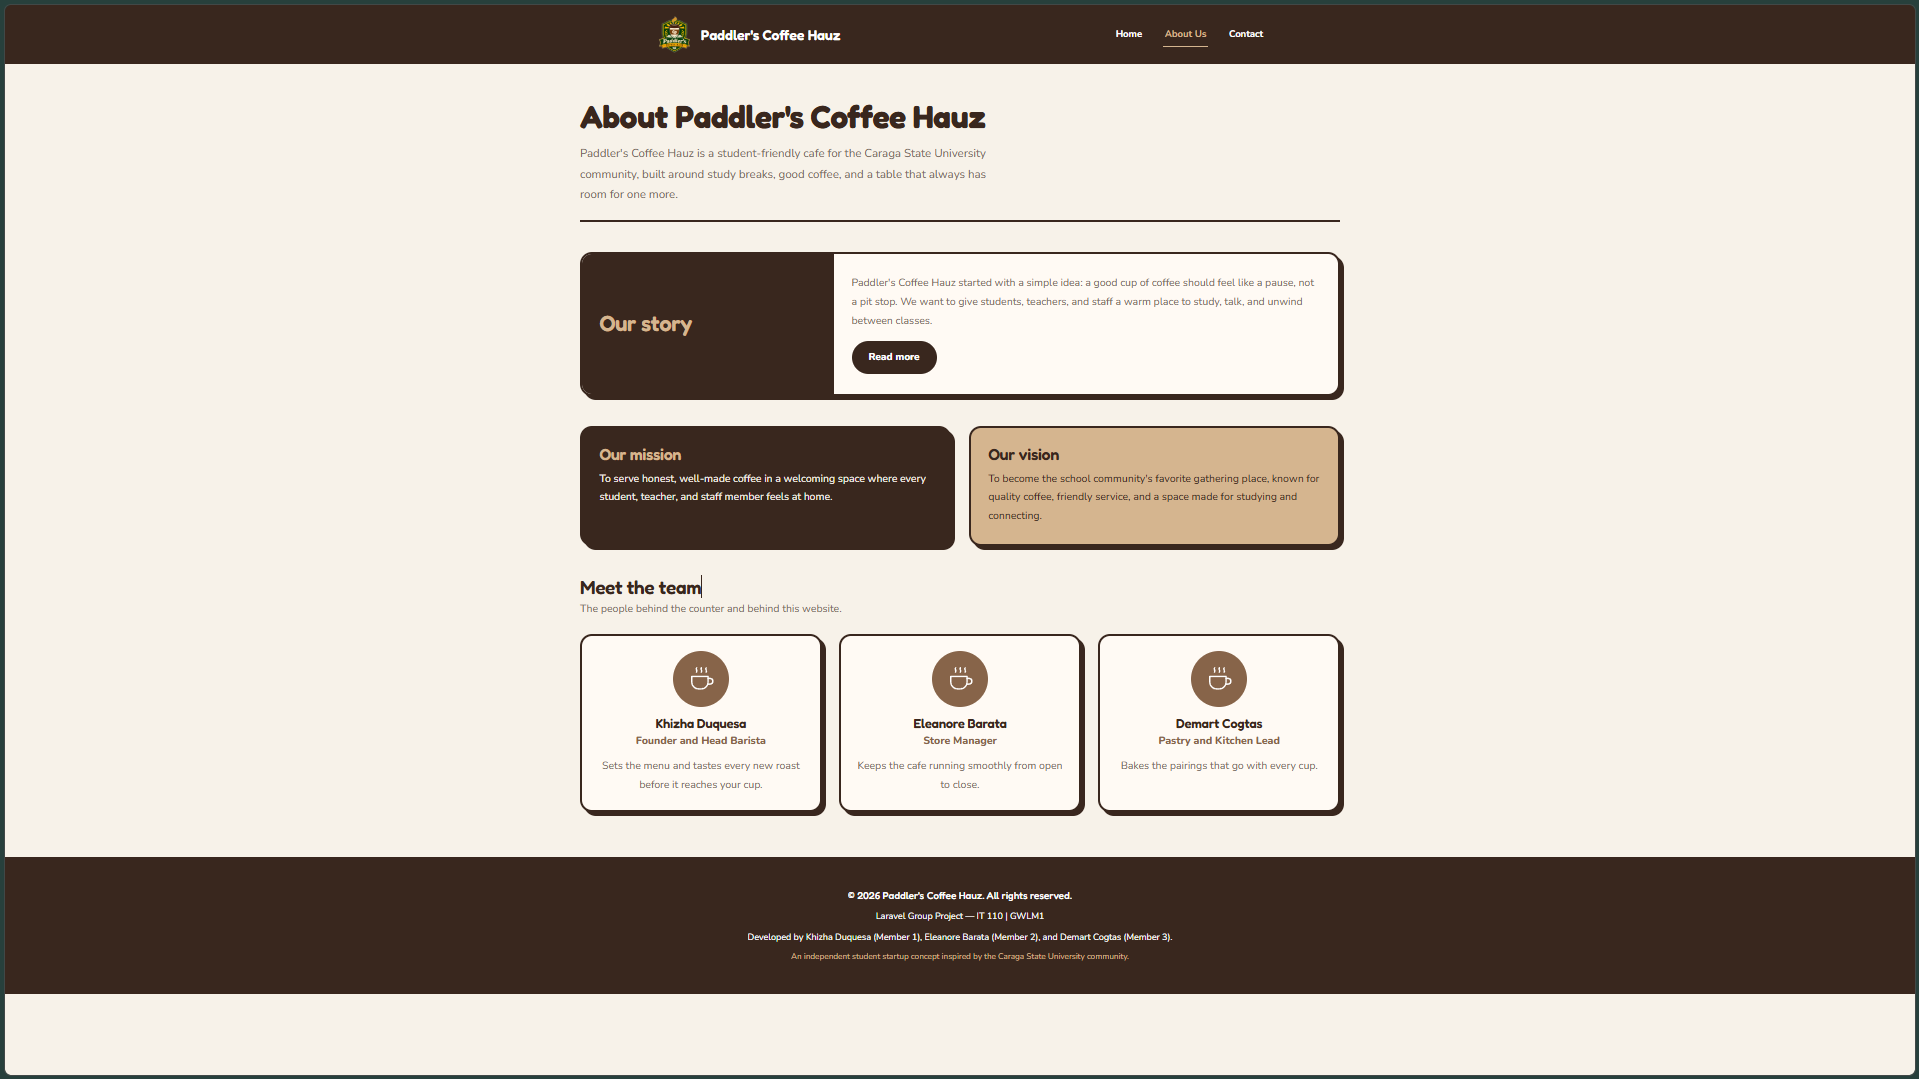 Paddler's
Paddler's Coffee Hauz
Home
About Us
Contact
About Paddler's Coffee Hauz
Paddler's Coffee Hauz is a student-friendly cafe for the Caraga State University
community, built around study breaks, good coffee, and a table that always has
room for one more.
Our story
Paddler's Coffee Hauz started with a simple idea: a good cup of coffee should feel like a pause, not
a pit stop. We want to give students, teachers, and staff a warm place to study, talk, and unwind
between classes.
Read more
Our mission
To serve honest, well-made coffee in a welcoming space where every
student, teacher, and staff member feels at home.
Our vision
To become the school community's favorite gathering place, known for
quality coffee, friendly service, and a space made for studying and
connecting.
Meet the team
The people behind the counter and behind this website.
Khizha Duquesa
Founder and Head Barista
Sets the menu and tastes every new roast
before it reaches your cup.
Eleanore Barata
Store Manager
Keeps the cafe running smoothly from open
to close.
Demart Cogtas
Pastry and Kitchen Lead
Bakes the pairings that go with every cup.
© 2026 Paddler's Coffee Hauz. All rights reserved.
Laravel Group Project — IT 110 | GWLM1
Developed by Khizha Duquesa (Member 1), Eleanore Barata (Member 2), and Demart Cogtas (Member 3).
An independent student startup concept inspired by the Caraga State University community.